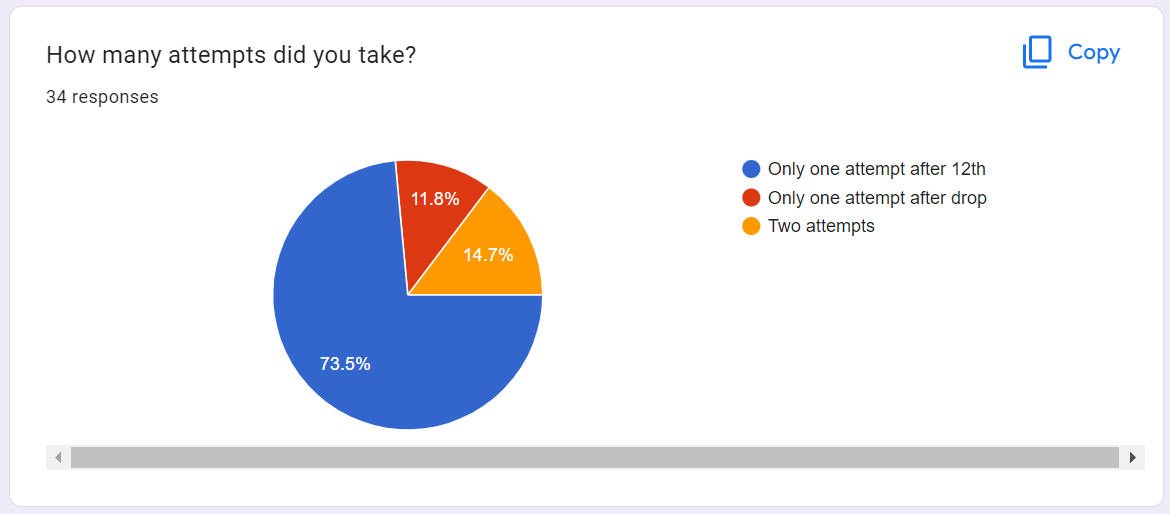 How many attempts did you take?
Copy
34 responses
11.8%
14.7%
73.5%
Only one attempt after 12th
Only one attempt after drop
Two attempts